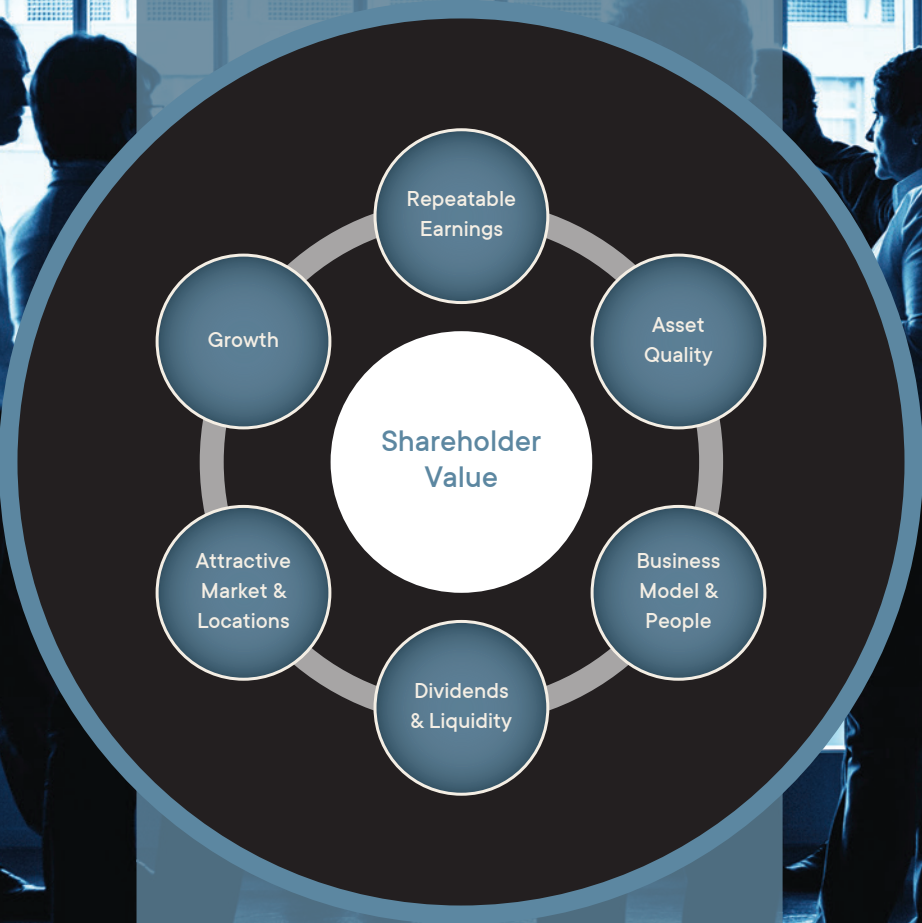 Repeatable
Earnings
Growth
Asset
Quality
Shareholder
Value
Attractive
Market &
Locations
Business
Model &
People
Dividends
& Liquidity